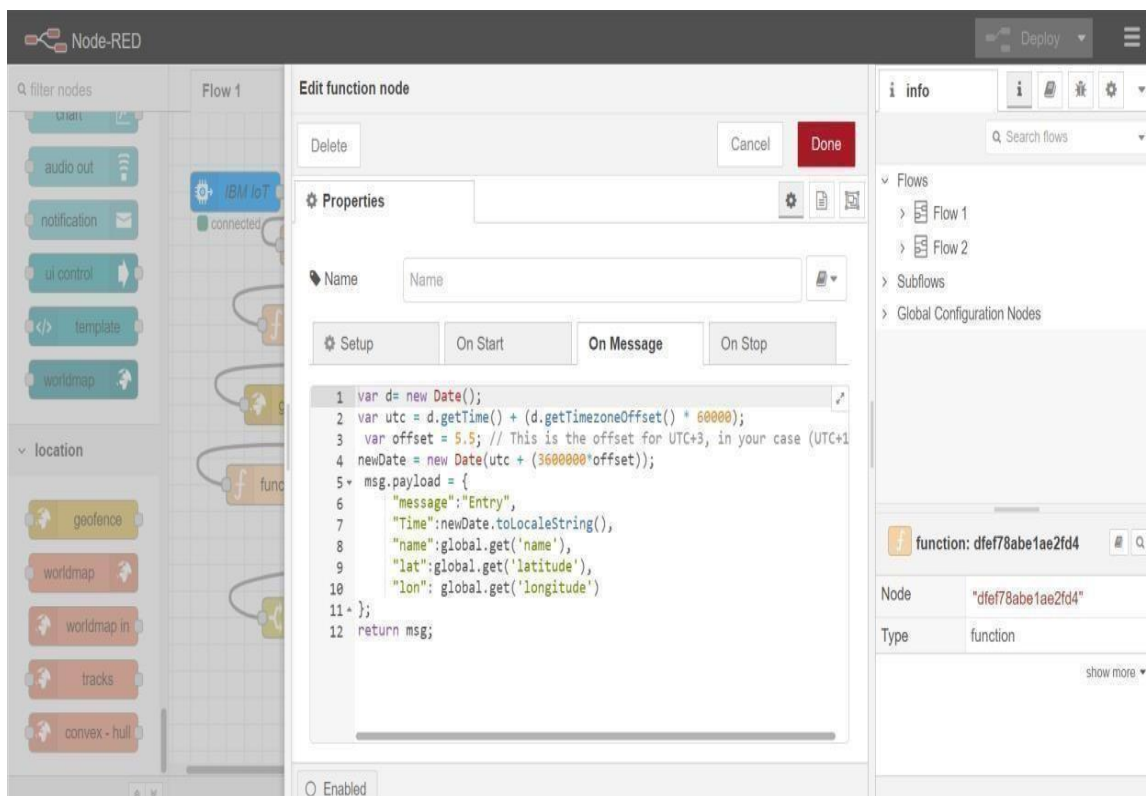 Node-RED
Deploy
filter nodes
chart
audio out
notification
ui control
template
worldmap
location
geofence
worldmap
worldmap in
tracks
convex - hull
Flow 1
IBM IoT
connected
func
Edit function node
Delete
Cancel
Done
Properties
Name
Name
Setup
On Start
On Message
On Stop
1 var d= new Date();
2 var utc = d.getTime() + (d.getTimezoneOffset() * 60000);
3 var offset = 5.5; // This is the offset for UTC+3, in your case (UTC+1
4 newDate = new Date(utc + (3600000*offset));
5 msg.payload = {
6 "message":"Entry",
7 "Time":newDate.toLocaleString(),
8 "name":global.get('name'),
9 "lat":global.get('latitude'),
10 "lon": global.get('longitude')
11 };
12 return msg;
Enabled
i info
i
Search flows
Flows
Flow 1
Flow 2
Subflows
Global Configuration Nodes
function: dfef78abe1ae2fd4
Node "dfef78abe1ae2fd4"
Type function
show more